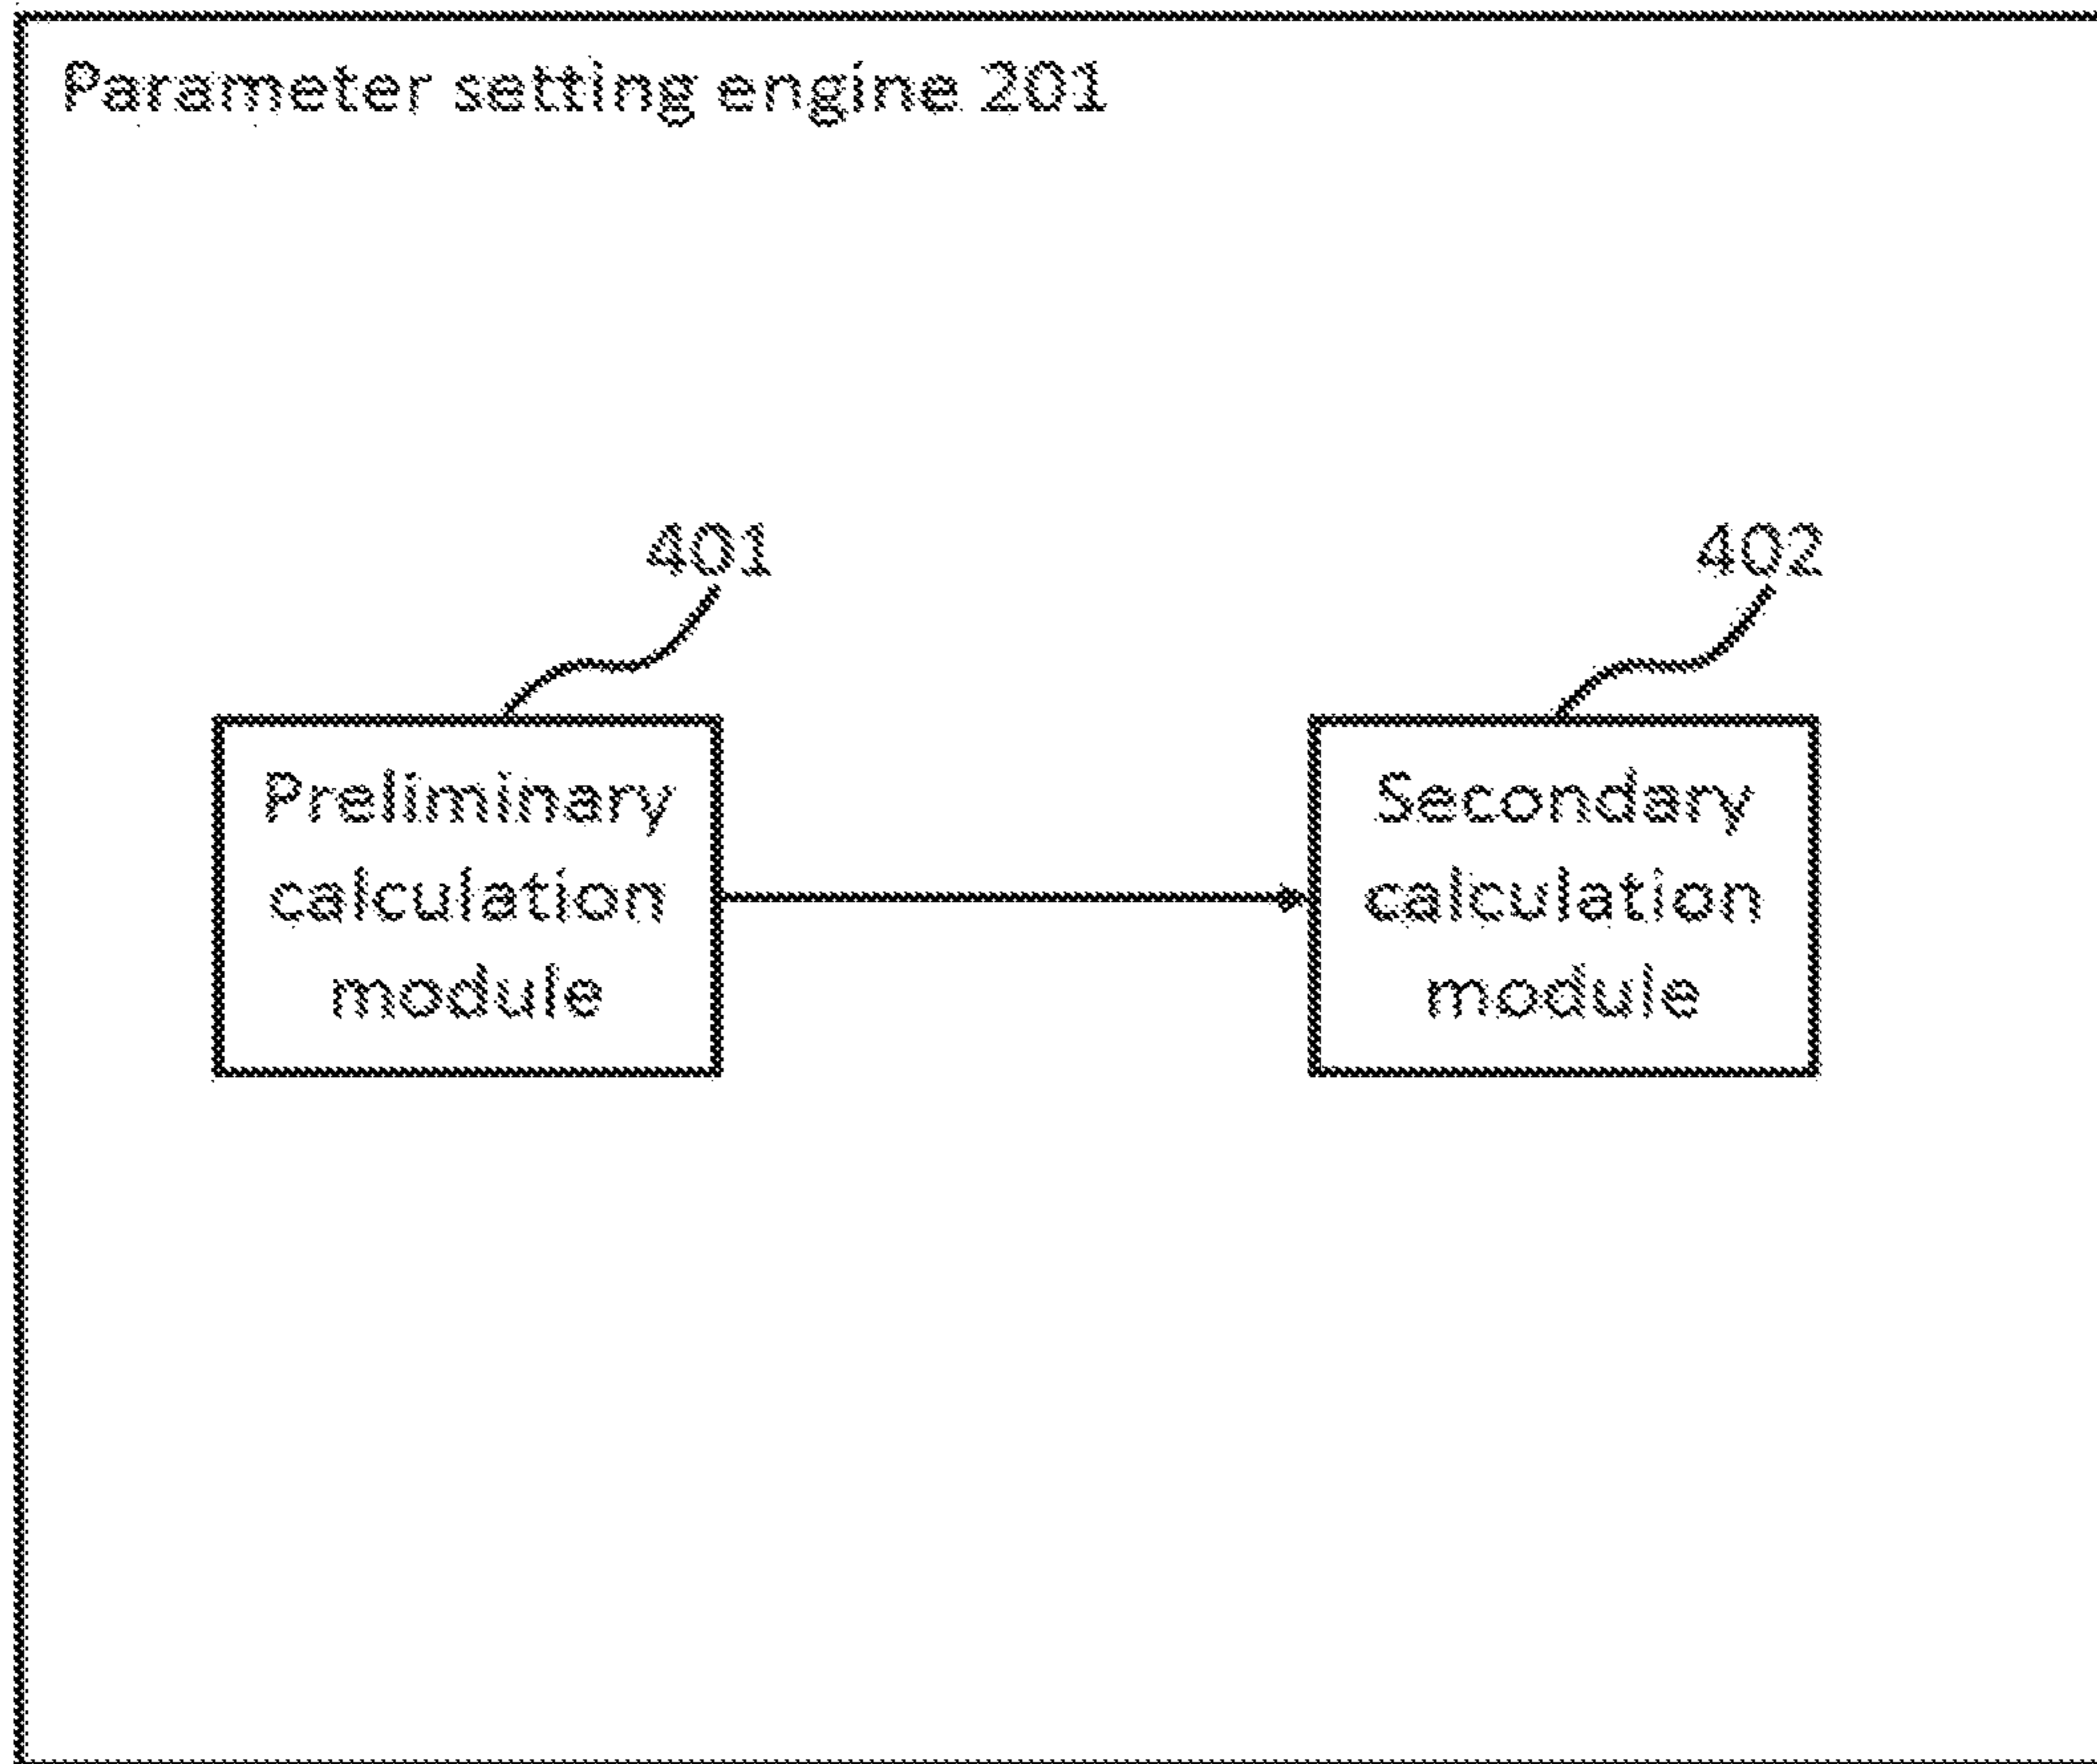 Parameter setting engine 201
401
402
Preliminary
calculation
module
Secondary
calculation
module